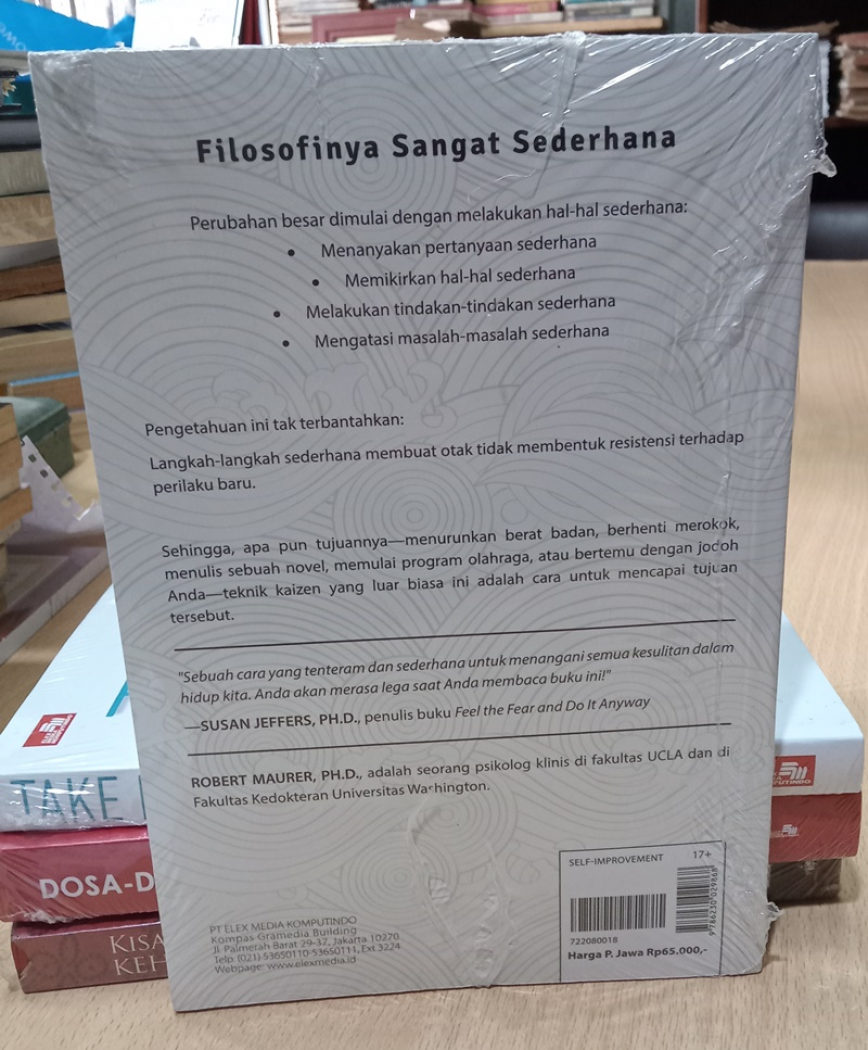 Filosofinya Sangat Sederhana
Perubahan besar dimulai dengan melakukan hal-hal sederhana:
• Menanyakan pertanyaan sederhana
• Memikirkan hal-hal sederhana
• Melakukan tindakan-tindakan sederhana
• Mengatasi masalah-masalah sederhana
Pengetahuan ini tak terbantahkan:
Langkah-langkah sederhana membuat otak tidak membentuk resistensi terhadap
perilaku baru.
Sehingga, apa pun tujuannya—menurunkan berat badan, berhenti merokok,
menulis sebuah novel, memulai program olahraga, atau bertemu dengan jodoh
Anda—teknik kaizen yang luar biasa ini adalah cara untuk mencapai tujuan
tersebut.
"Sebuah cara yang tenteram dan sederhana untuk menangani semua kesulitan dalam
hidup kita. Anda akan merasa lega saat Anda membaca buku ini!"
—SUSAN JEFFERS, PH.D., penulis buku Feel the Fear and Do It Anyway
ROBERT MAURER, PH.D., adalah seorang psikolog klinis di fakultas UCLA dan di
Fakultas Kedokteran Universitas Washington.
PT ELEX MEDIA KOMPUTINDO
Kompas Gramedia Building
Jl. Palmerah Barat 29-37, Jakarta 10270
Telp. (021) 53650110-53650111, Ext 3224
Webpage: www.elexmedia.id
SELF-IMPROVEMENT 17+
9786230029868
722080018
Harga P. Jawa Rp65.000,-
TAKE
DOSA-D
KISA
KEH